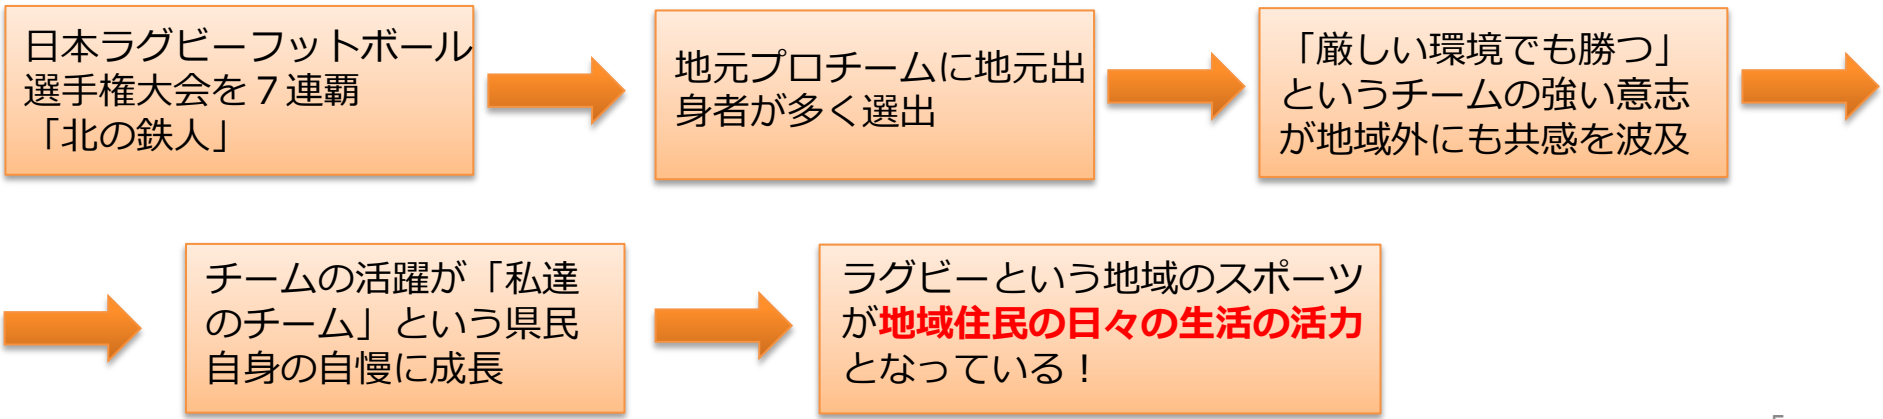 日本ラグビーフットボール
選手権大会を７連覇
「北の鉄人」
地元プロチームに地元出
身者が多く選出
「厳しい環境でも勝つ」
というチームの強い意志
が地域外にも共感を波及
チームの活躍が「私達
のチーム」という県民
自身の自慢に成長
ラグビーという地域のスポーツ
が地域住民の日々の生活の活力
となっている！